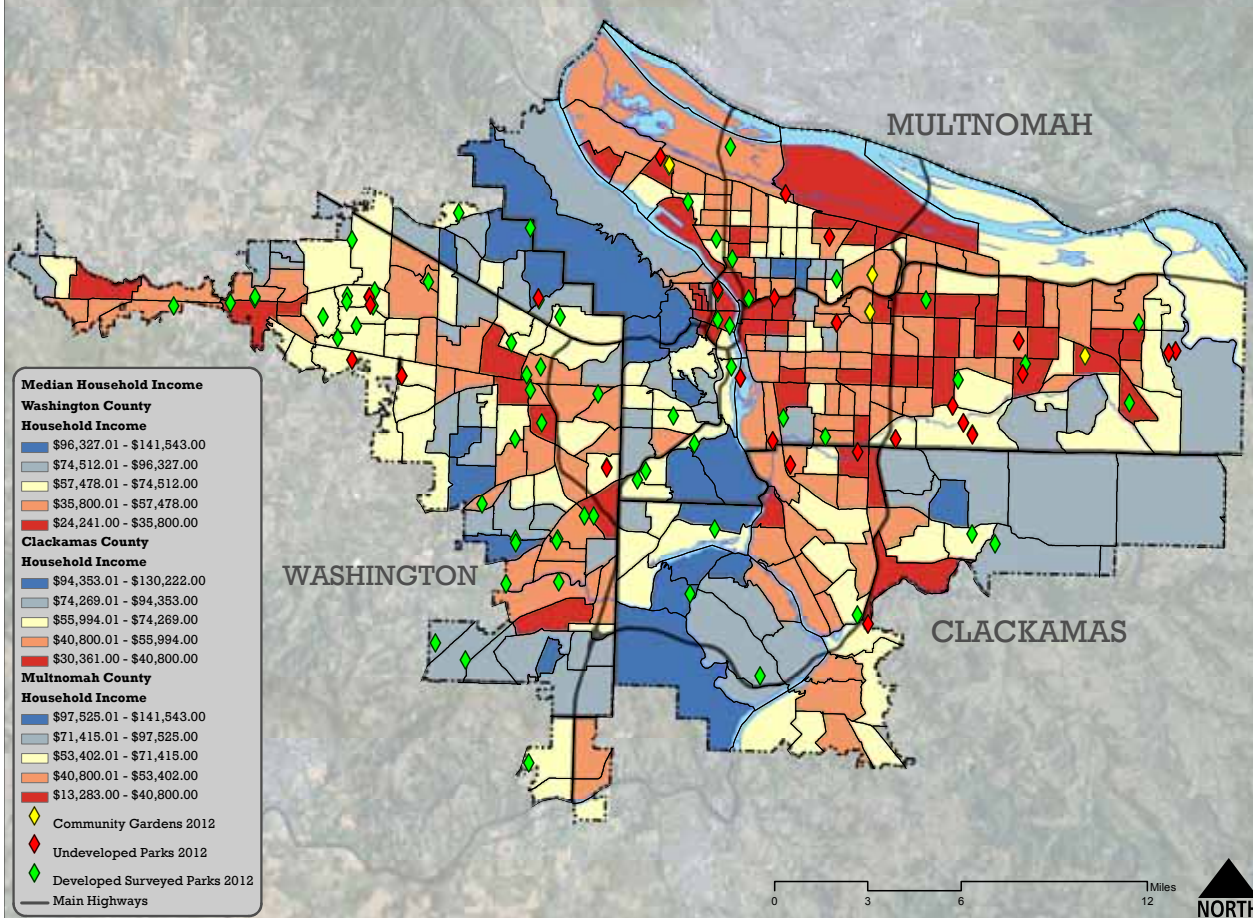 MULTNOMAH
WASHINGTON
CLACKAMAS
Median Household Income
Washington County
Household Income
$96,327.01 - $141,543.00
$74,512.01 - $96,327.00
$57,478.01 - $74,512.00
$35,800.01 - $57,478.00
$24,241.00 - $35,800.00
Clackamas County
Household Income
$94,353.01 - $130,222.00
$74,269.01 - $94,353.00
$55,994.01 - $74,269.00
$40,800.01 - $55,994.00
$30,361.00 - $40,800.00
Multnomah County
Household Income
$97,525.01 - $141,543.00
$71,415.01 - $97,525.00
$53,402.01 - $71,415.00
$40,800.01 - $53,402.00
$13,283.00 - $40,800.00
Community Gardens 2012
Undeveloped Parks 2012
Developed Surveyed Parks 2012
Main Highways
Miles
0 3 6 12
NORTH